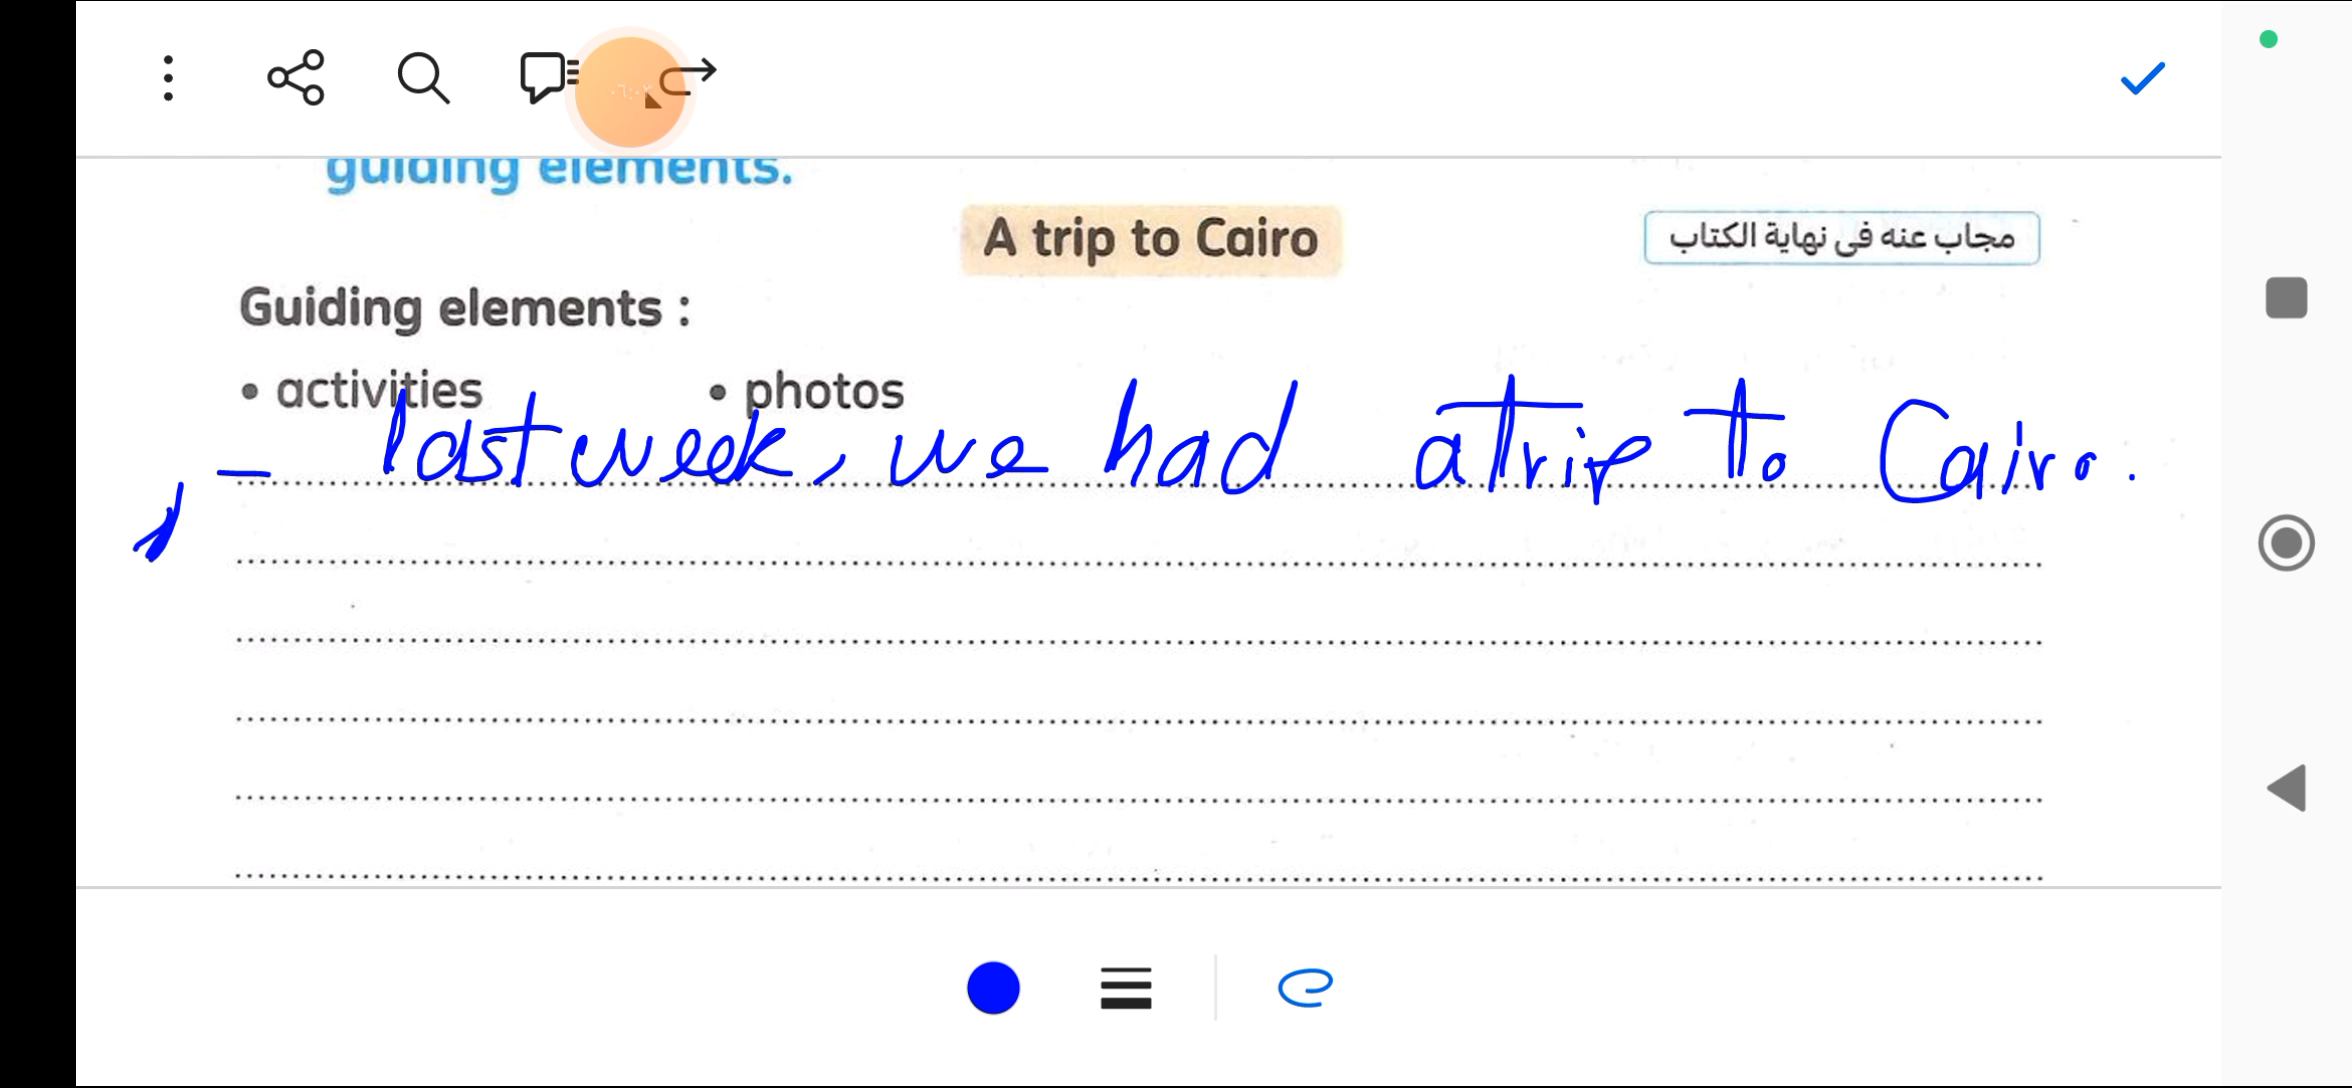 guiding elements.
A trip to Cairo
مجاب عنه فى نهاية الكتاب
Guiding elements :
• activities • photos
- last week, we had a trip to Cairo.